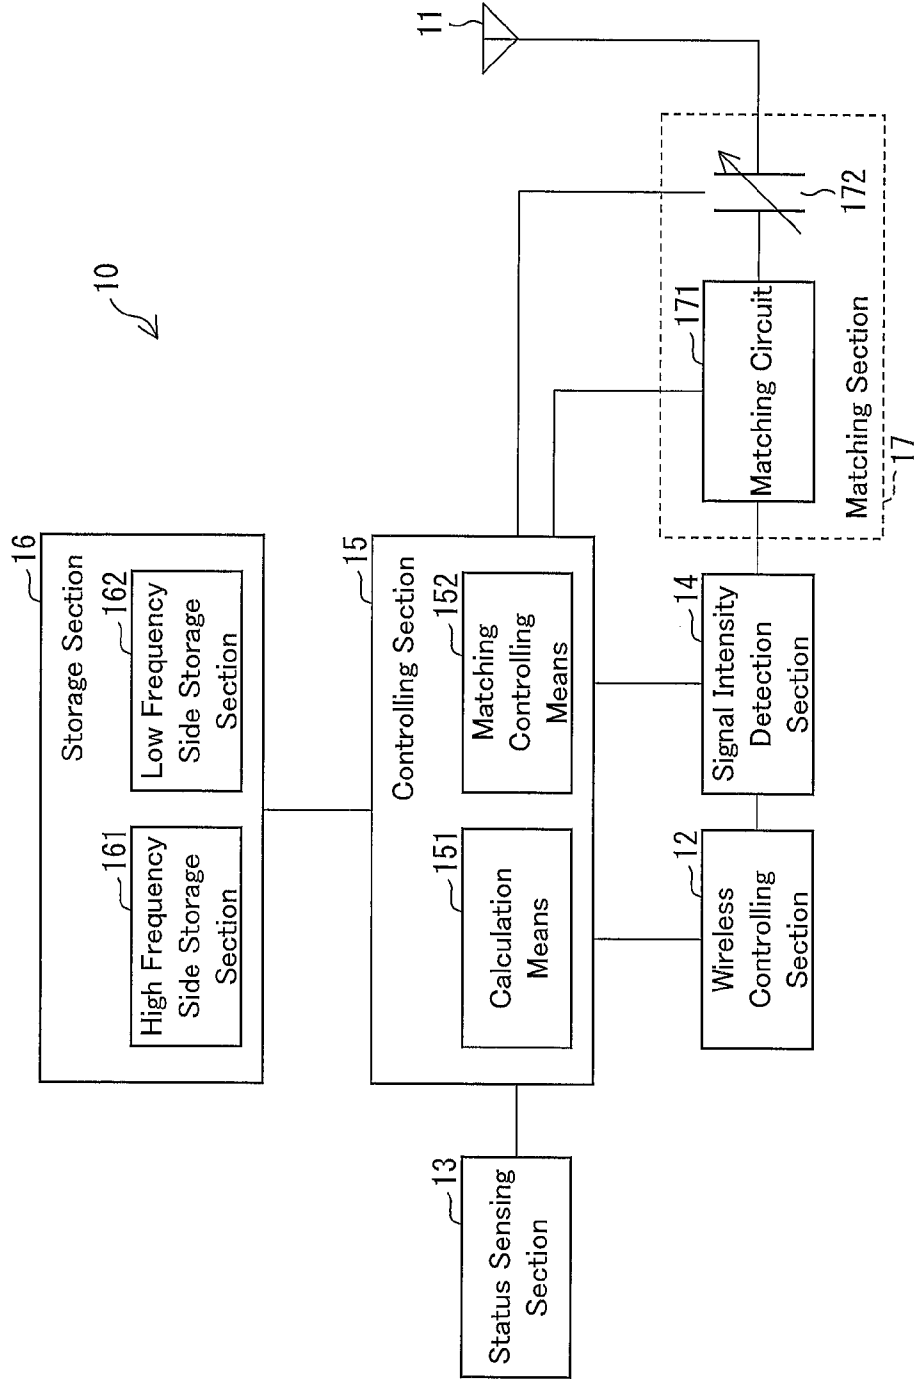 10
16
Storage Section
161
High Frequency
Side Storage
Section
162
Low Frequency
Side Storage
Section
15
Controlling Section
151
Calculation
Means
152
Matching
Controlling
Means
13
Status Sensing
Section
12
Wireless
Controlling
Section
14
Signal Intensity
Detection
Section
171
Matching Circuit
172
Matching Section
17
11